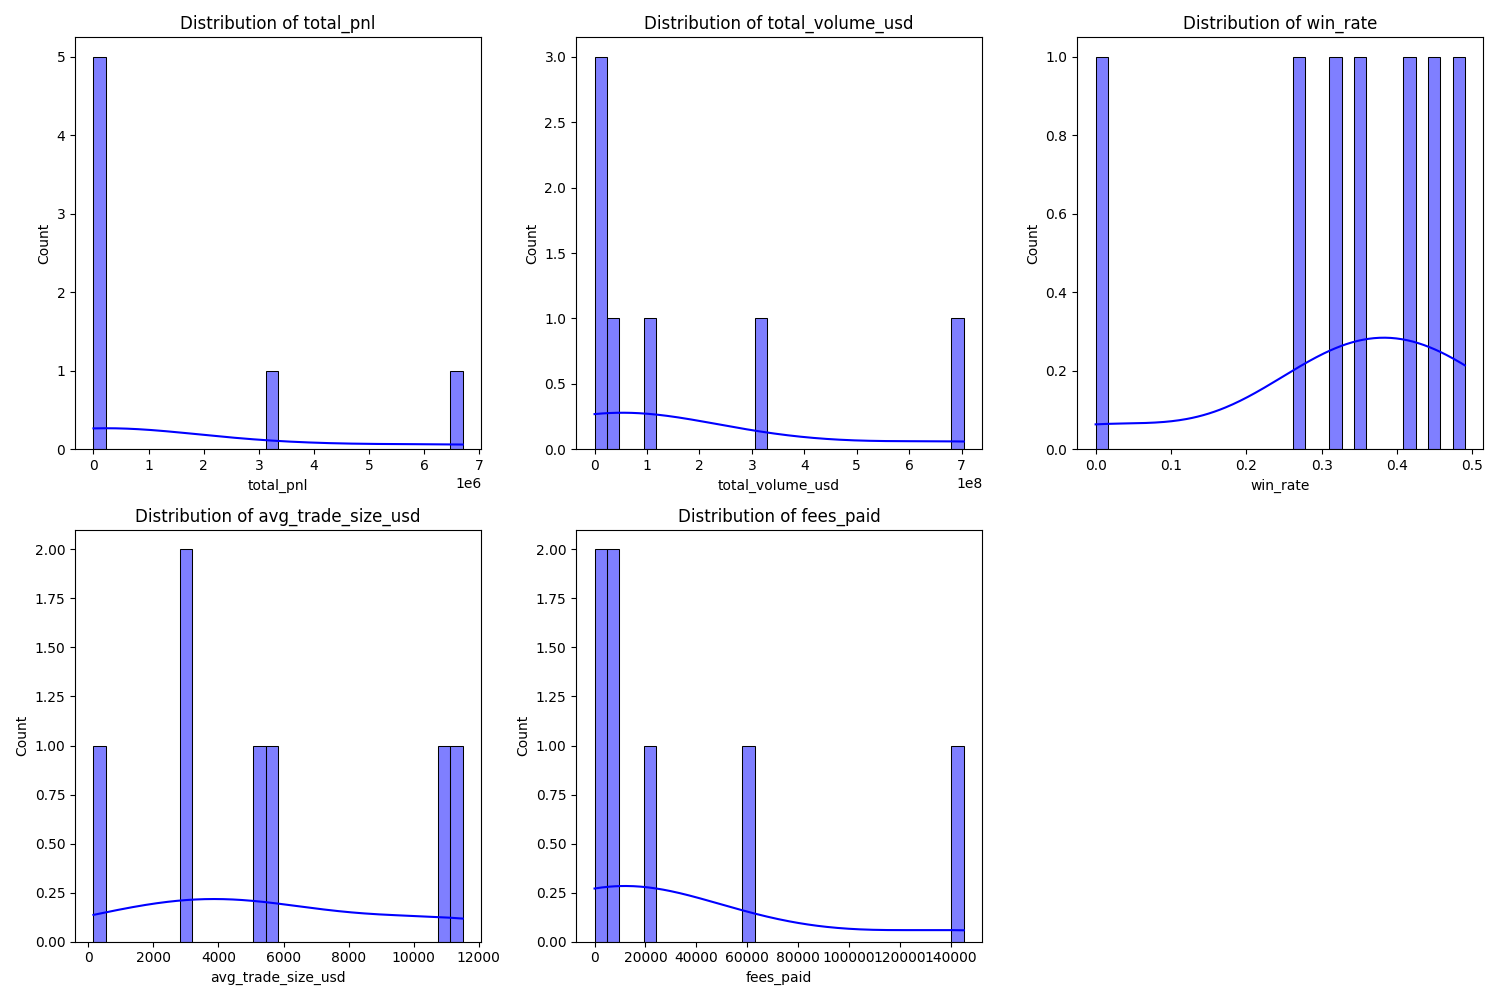 Distribution of total_pnl
Count
5
4
3
2
1
0
0 1 2 3 4 5 6 7
1e6
total_pnl
Distribution of total_volume_usd
Count
3.0
2.5
2.0
1.5
1.0
0.5
0.0
0 1 2 3 4 5 6 7
1e8
total_volume_usd
Distribution of win_rate
Count
1.0
0.8
0.6
0.4
0.2
0.0
0.0 0.1 0.2 0.3 0.4 0.5
win_rate
Distribution of avg_trade_size_usd
Count
2.00
1.75
1.50
1.25
1.00
0.75
0.50
0.25
0.00
0 2000 4000 6000 8000 10000 12000
avg_trade_size_usd
Distribution of fees_paid
Count
2.00
1.75
1.50
1.25
1.00
0.75
0.50
0.25
0.00
0 20000 40000 60000 80000 100000 120000 140000
fees_paid